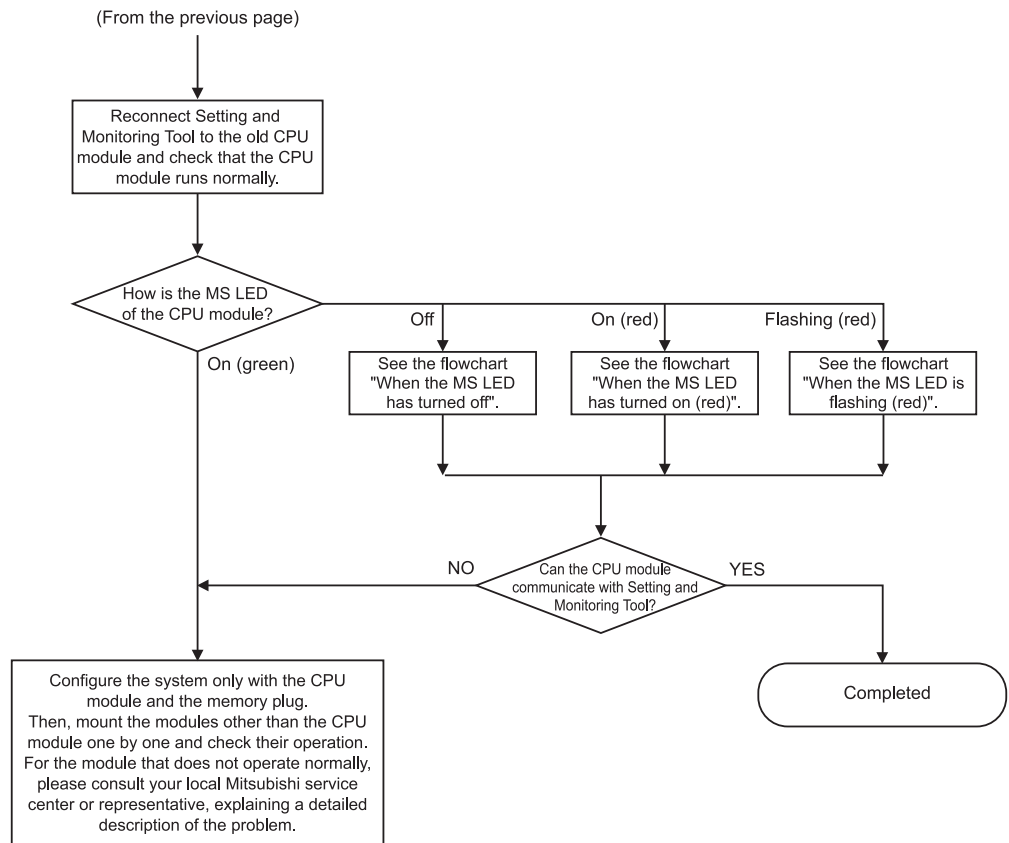 (From the previous page)
Reconnect Setting and
Monitoring Tool to the old CPU
module and check that the CPU
module runs normally.
How is the MS LED
of the CPU module?
Off
On (red)
Flashing (red)
On (green)
See the flowchart
"When the MS LED
has turned off".
See the flowchart
"When the MS LED
has turned on (red)".
See the flowchart
"When the MS LED is
flashing (red)".
NO
Can the CPU module
communicate with Setting and
Monitoring Tool?
YES
Configure the system only with the CPU
module and the memory plug.
Then, mount the modules other than the CPU
module one by one and check their operation.
For the module that does not operate normally,
please consult your local Mitsubishi service
center or representative, explaining a detailed
description of the problem.
Completed